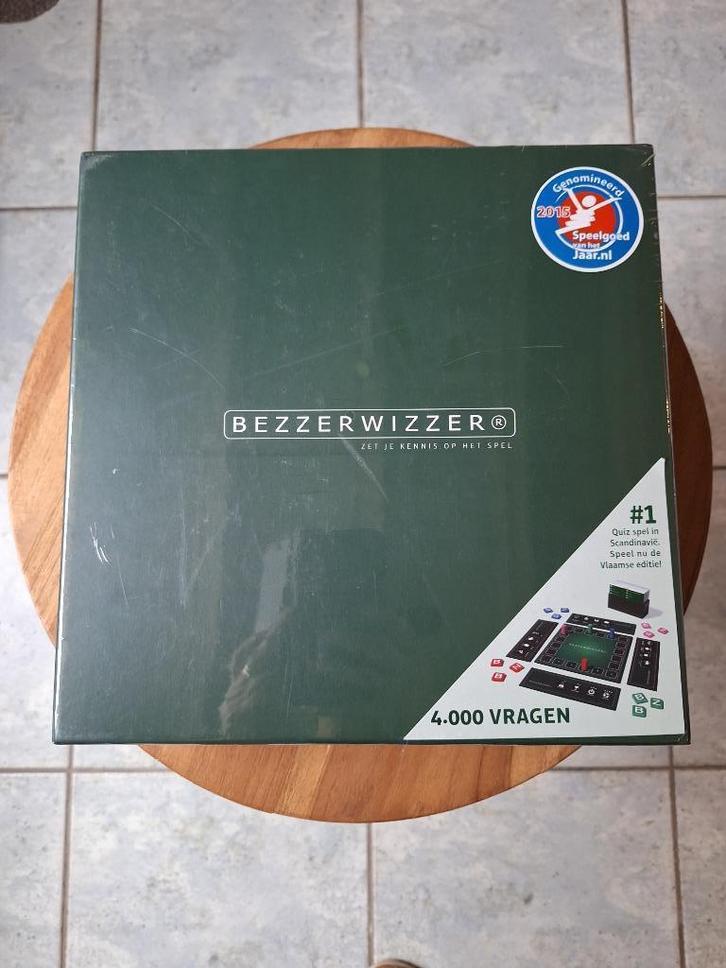 Genomineerd
2015
Speelgoed
van het
Jaar.nl
BEZZERWIZZER®
ZET JE KENNIS OP HET SPEL
#1
Quiz spel in
Scandinavië.
Speel nu de
Vlaamse editie!
BEZZERWIZZER
B
Z
B
B
Z
B
4.000 VRAGEN